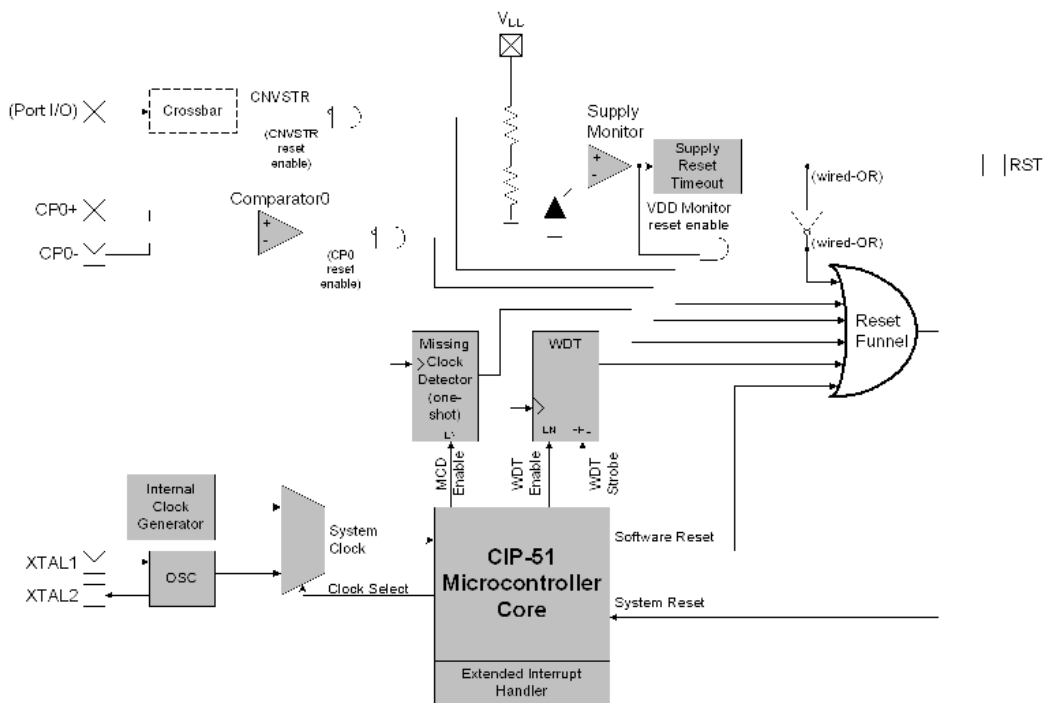 (Port I/O)
Crossbar
CNVSTR
(CNVSTR
reset
enable)
CP0+
CP0-
Comparator0
+
-
(CP0
reset
enable)
Supply
Monitor
+
-
Supply
Reset
Timeout
VDD Monitor
reset enable
(wired-OR)
(wired-OR)
RST
Reset
Funnel
Missing
Clock
Detector
(one-
shot)
WDT
EN
MCD
Enable
WDT
Enable
WDT
Strobe
Internal
Clock
Generator
System
Clock
XTAL1
XTAL2
OSC
Clock Select
CIP-51
Microcontroller
Core
Software Reset
System Reset
Extended Interrupt
Handler